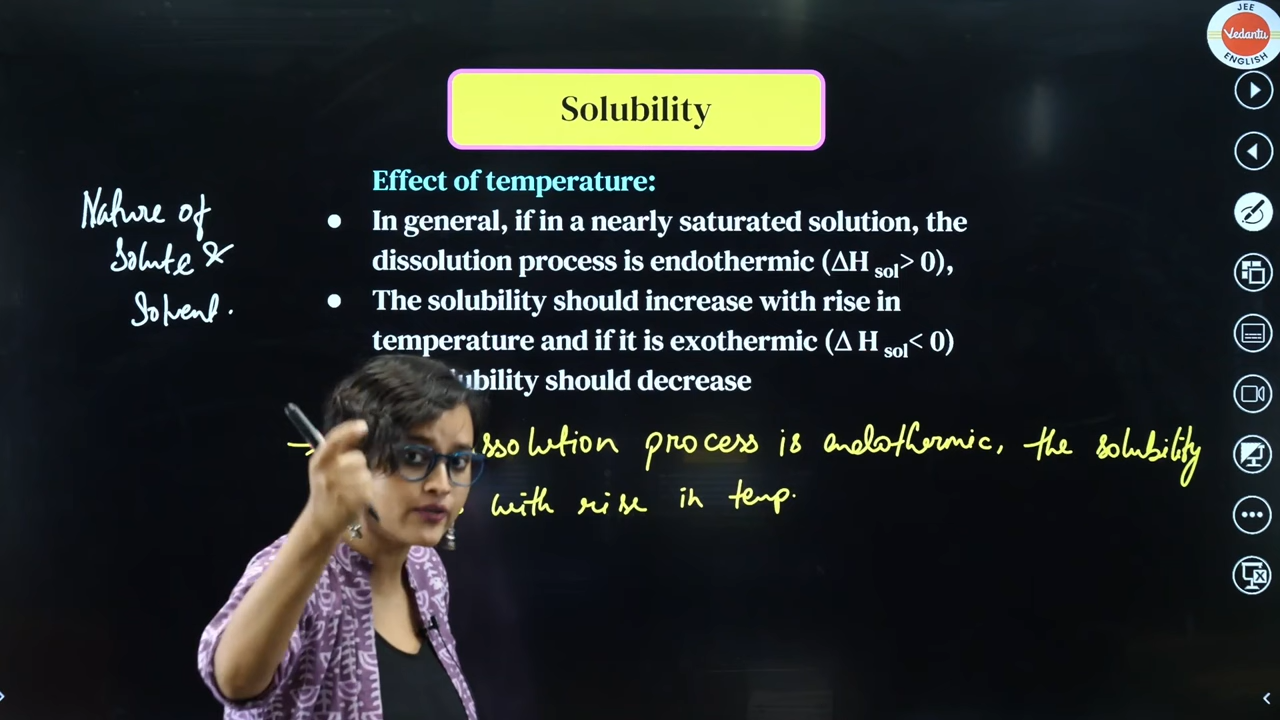 JEE
Vedantu
ENGLISH
Solubility
Effect of temperature:
• In general, if in a nearly saturated solution, the
dissolution process is endothermic (ΔH sol> 0),
• The solubility should increase with rise in
temperature and if it is exothermic (Δ H sol< 0)
should decrease
Nature of
Solute &
Solvent.
→ process is endothermic, the solubility
with rise in temp.